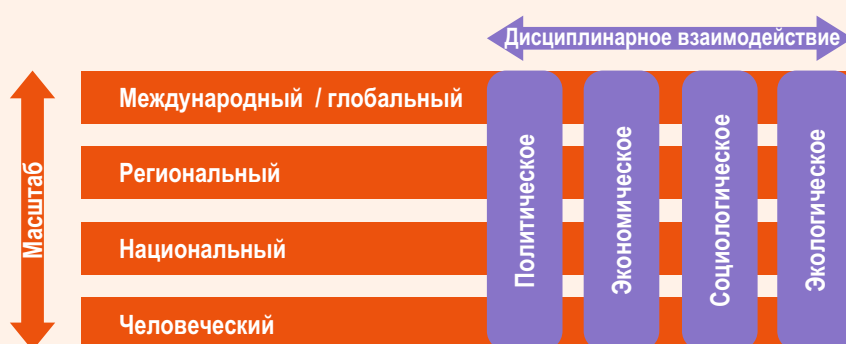 Дисциплинарное взаимодействие
Масштаб
Международный / глобальный
Региональный
Национальный
Человеческий
Политическое
Экономическое
Социологическое
Экологическое